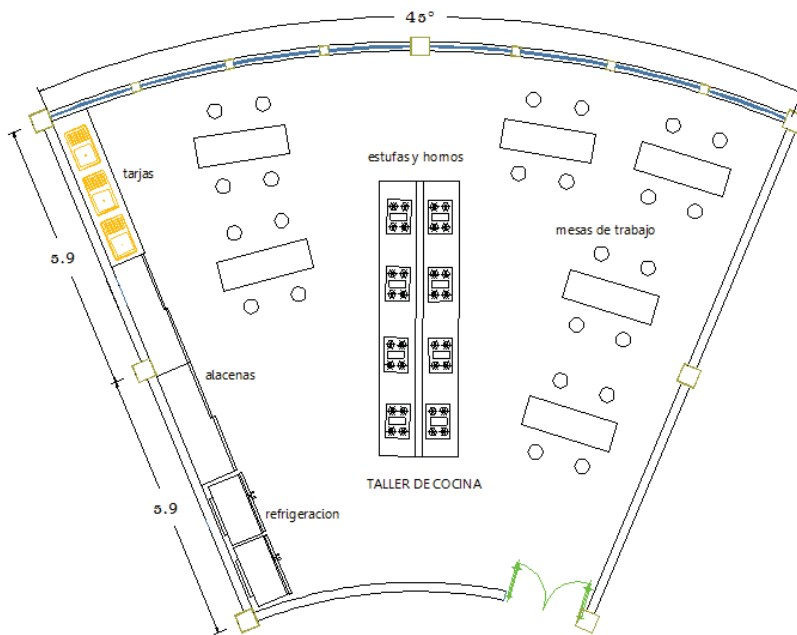 45°
estufas y hornos
tarjas
mesas de trabajo
5.9
alacenas
TALLER DE COCINA
5.9
refrigeracion